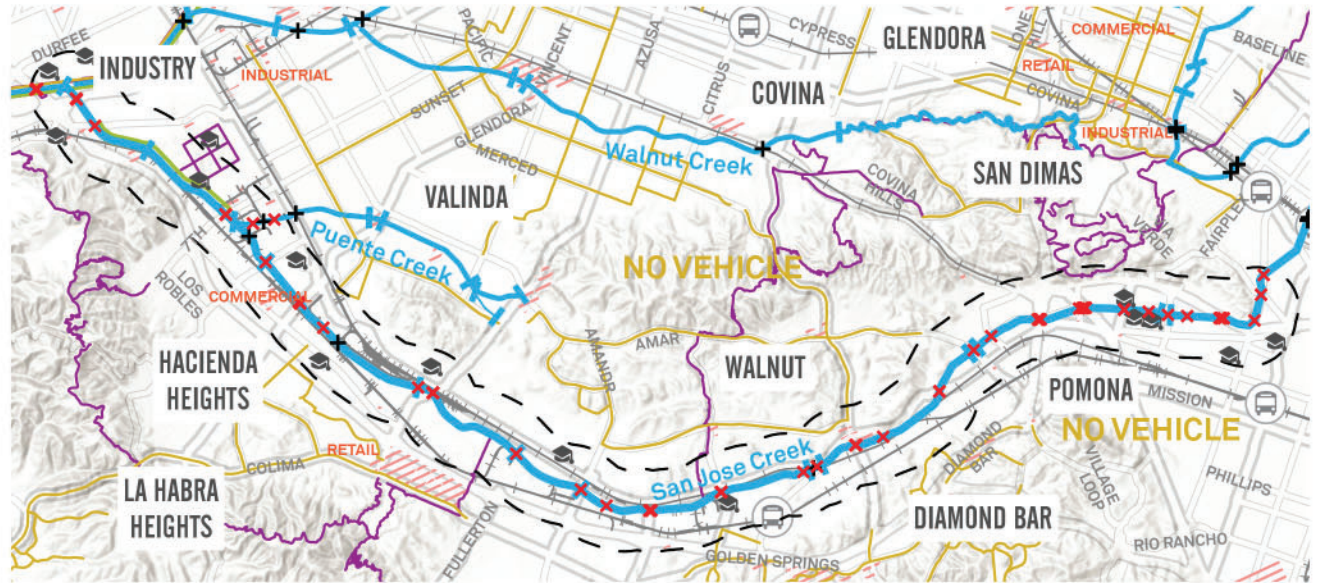 DURFEE
INDUSTRY
INDUSTRIAL
PACIFIC
VINCENT
AZUSA
CITRUS
CYPRESS
GLENDORA
LONE
HILL
COMMERCIAL
RETAIL
BASELINE
COVINA
COVINA
INDUSTRIAL
SUNSET
GLENDORA
MERCED
Walnut Creek
SAN DIMAS
COVINA
HILLS
VALINDA
VIA
VERDE
FAIRPLEX
Puente Creek
NO VEHICLE
7TH
LOS
ROBLES
COMMERCIAL
AMAR
AMANDR
WALNUT
HACIENDA
HEIGHTS
POMONA
MISSION
NO VEHICLE
RETAIL
COLIMA
San Jose Creek
DIAMOND
BAR
VILLAGE
LOOP
PHILLIPS
LA HABRA
HEIGHTS
FULLERTON
DIAMOND BAR
RIO RANCHO
GOLDEN SPRINGS